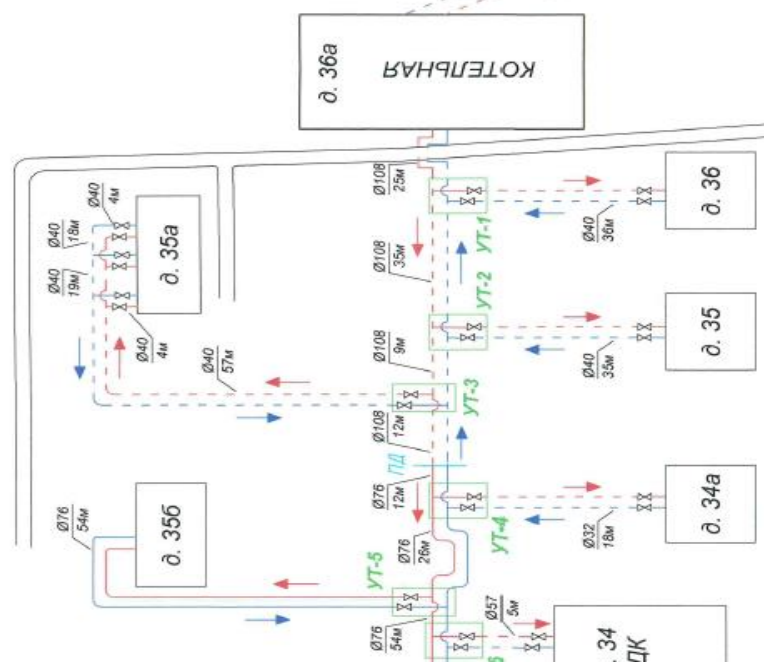 д. 36а
КОТЕЛЬНАЯ
Ø108
25м
УТ-1
Ø40
36м
д. 36
Ø108
35м
Ø40
4м
Ø40
18м
Ø40
19м
д. 35а
Ø40
4м
Ø40
57м
УТ-2
Ø108
9м
Ø40
35м
д. 35
УТ-3
Ø108
12м
ПД
Ø76
12м
УТ-4
Ø32
18м
д. 34а
Ø76
54м
д. 35б
Ø76
26м
УТ-5
Ø76
54м
Ø57
5м
34
ДК